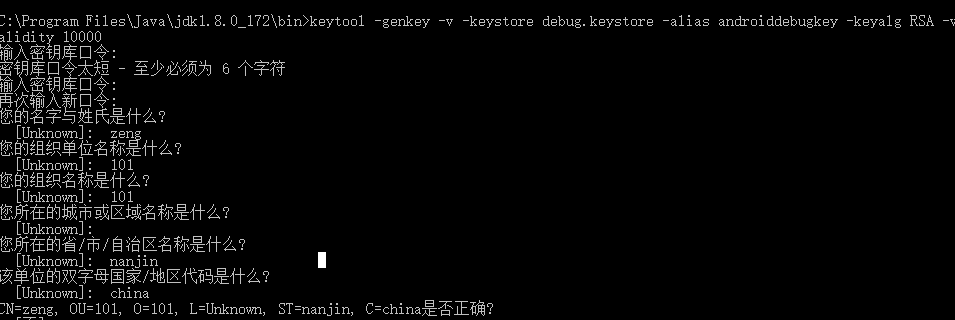 C:\Program Files\Java\jdk1.8.0_172\bin>keytool -genkey -v -keystore debug.keystore -alias androiddebugkey -keyalg RSA -v
alidity 10000
输入密钥库口令:
密钥库口令太短 - 至少必须为 6 个字符
输入密钥库口令:
再次输入新口令:
您的名字与姓氏是什么?
[Unknown]:  zeng
您的组织单位名称是什么?
[Unknown]:  101
您的组织名称是什么?
[Unknown]:  101
您所在的城市或区域名称是什么?
[Unknown]:
您所在的省/市/自治区名称是什么?
[Unknown]:  nanjin
该单位的双字母国家/地区代码是什么?
[Unknown]:  china
CN=zeng, OU=101, O=101, L=Unknown, ST=nanjin, C=china是否正确?